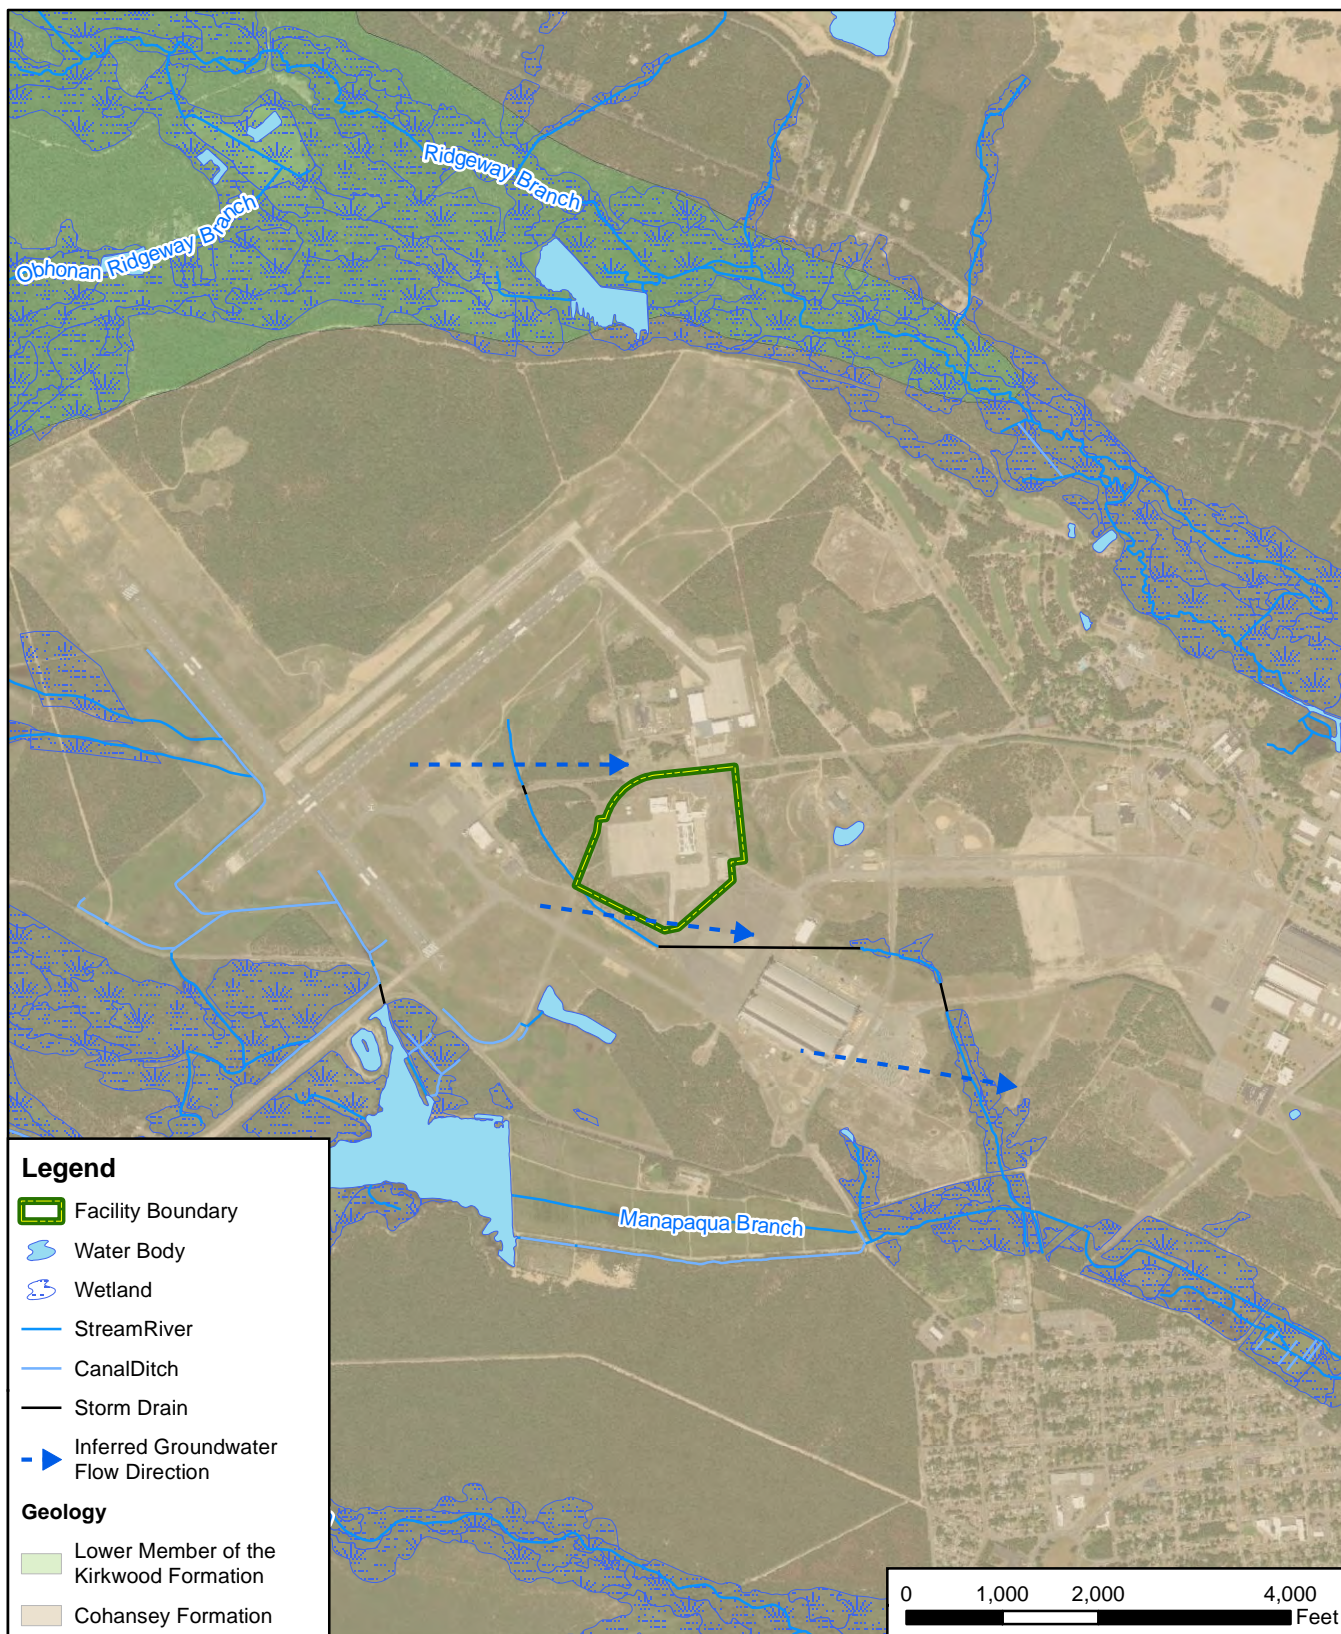 Ridgeway Branch
Obhonan Ridgeway Branch
Manapaqua Branch
Legend
Facility Boundary
Water Body
Wetland
StreamRiver
CanalDitch
Storm Drain
Inferred Groundwater
Flow Direction
Geology
Lower Member of the
Kirkwood Formation
Cohansey Formation
0 1,000 2,000 4,000
Feet